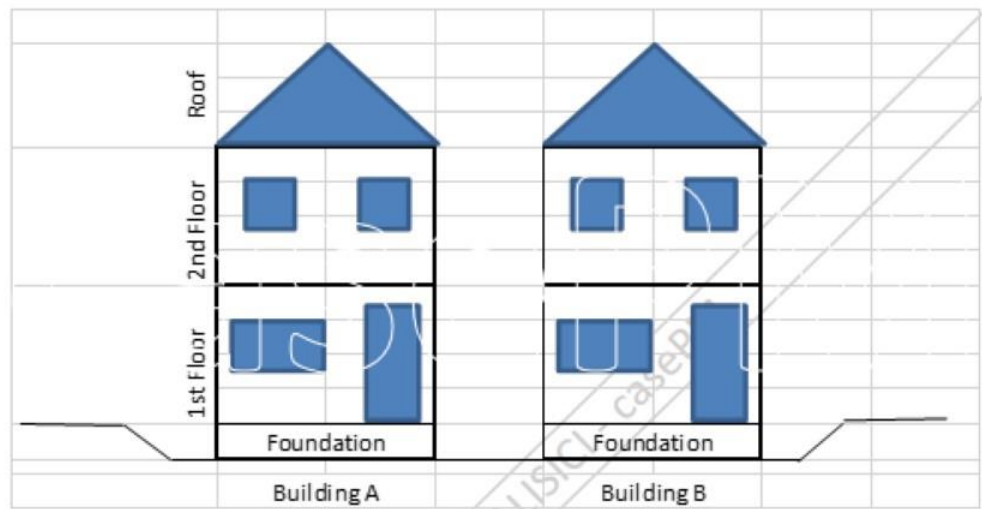 Roof
2nd Floor
1st Floor
Foundation
Foundation
Building A
Building B